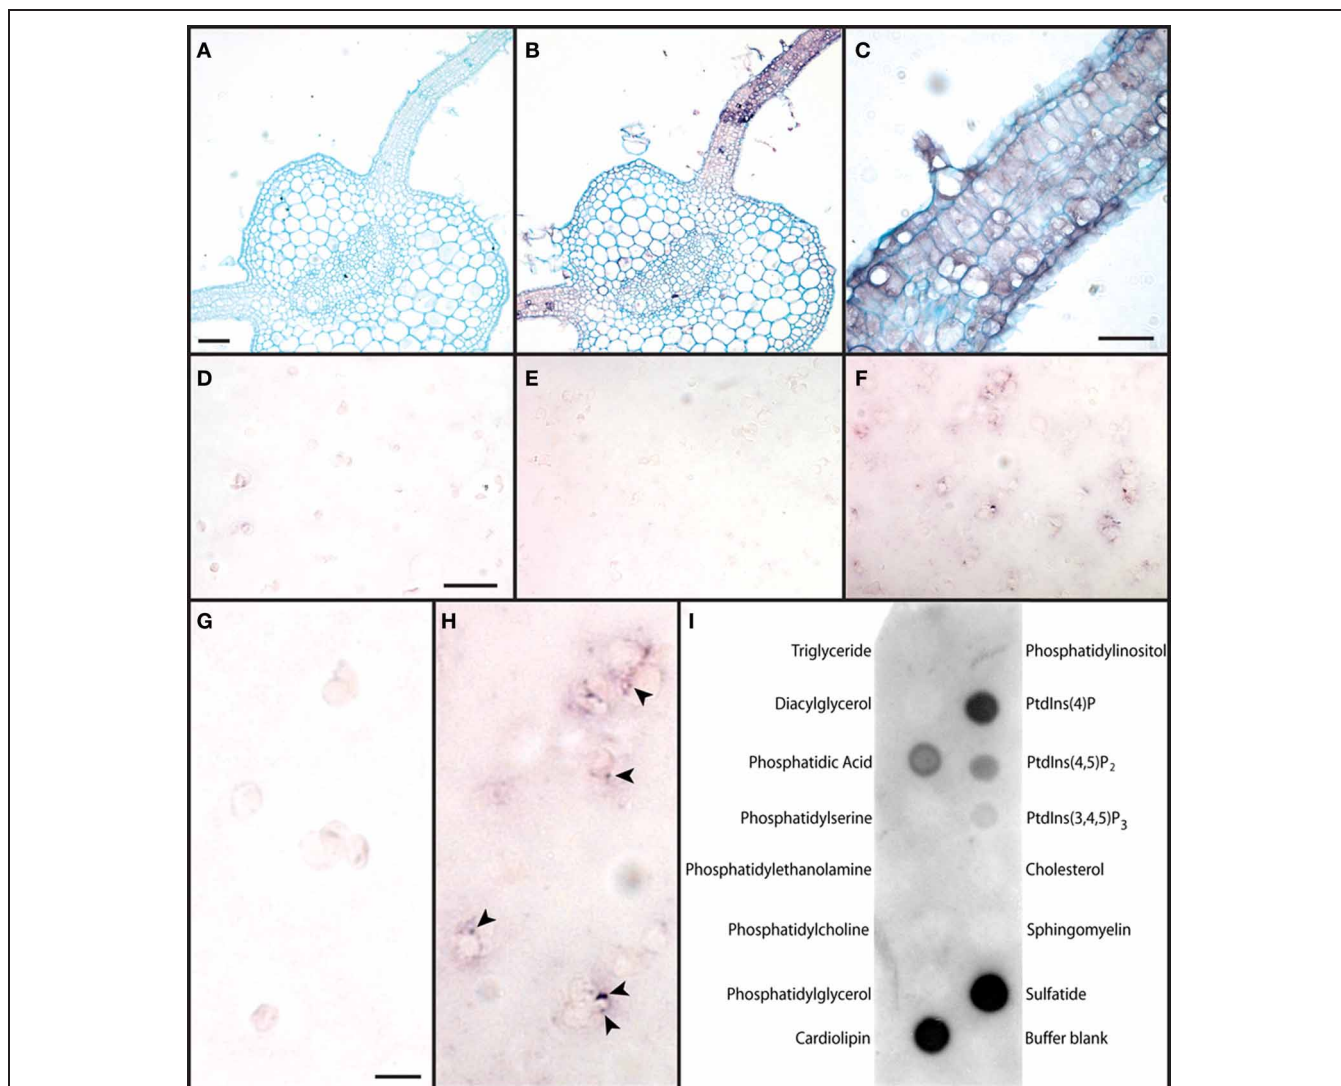 A
B
C
D
E
F
G
H
I
Triglyceride
Phosphatidylinositol
Diacylglycerol
PtdIns(4)P
Phosphatidic Acid
PtdIns(4,5)P2
Phosphatidylserine
PtdIns(3,4,5)P3
Phosphatidylethanolamine
Cholesterol
Phosphatidylcholine
Sphingomyelin
Phosphatidylglycerol
Sulfatide
Cardiolipin
Buffer blank